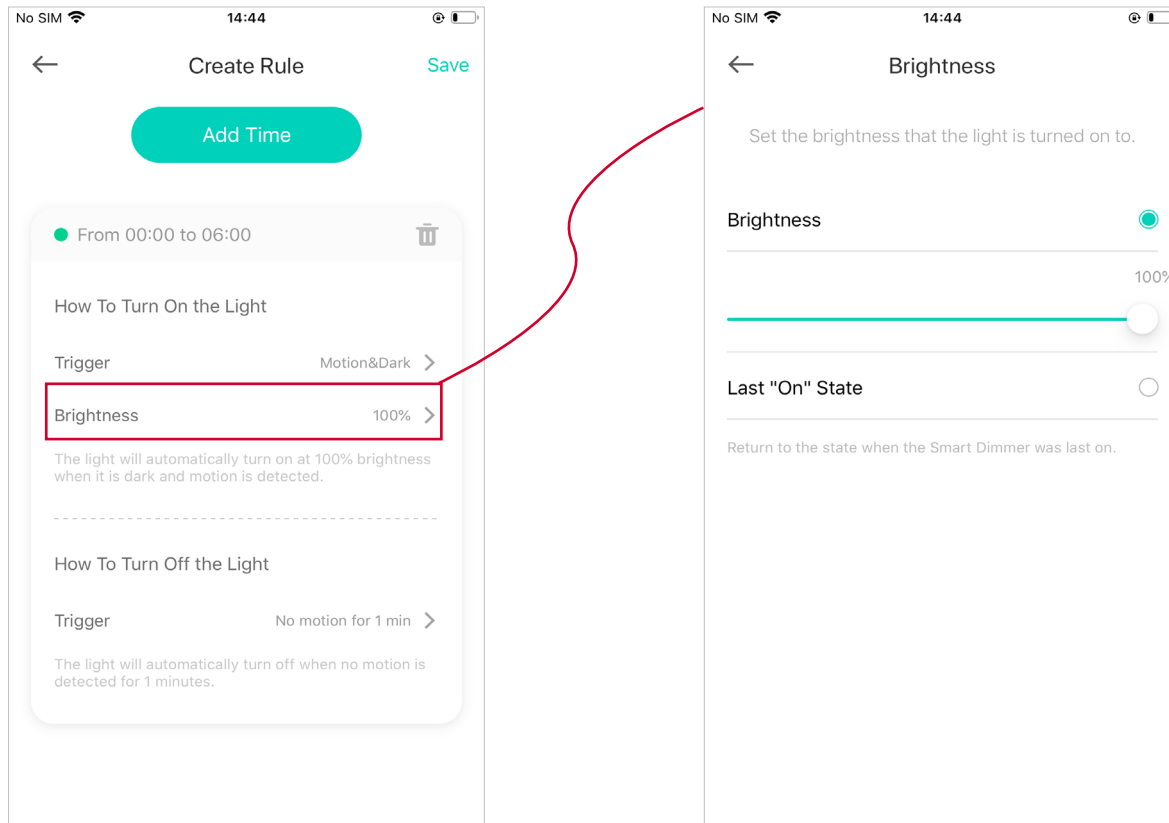 No SIM 14:44
Create Rule Save
Add Time
From 00:00 to 06:00
How To Turn On the Light
Trigger Motion&Dark
Brightness 100%
The light will automatically turn on at 100% brightness
when it is dark and motion is detected.
How To Turn Off the Light
Trigger No motion for 1 min
The light will automatically turn off when no motion is
detected for 1 minutes.
No SIM 14:44
Brightness
Set the brightness that the light is turned on to.
Brightness
100%
Last "On" State
Return to the state when the Smart Dimmer was last on.